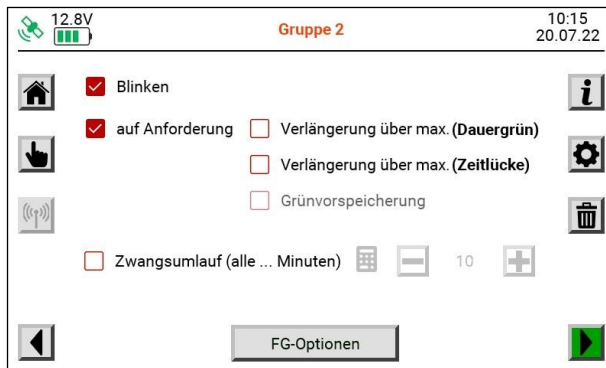 12.8V
Gruppe 2
10:15
20.07.22
Blinken
auf Anforderung
Verlängerung über max. (Dauergrün)
Verlängerung über max. (Zeitlücke)
Grünvorspeicherung
Zwangsumlauf (alle ... Minuten)
10
FG-Optionen